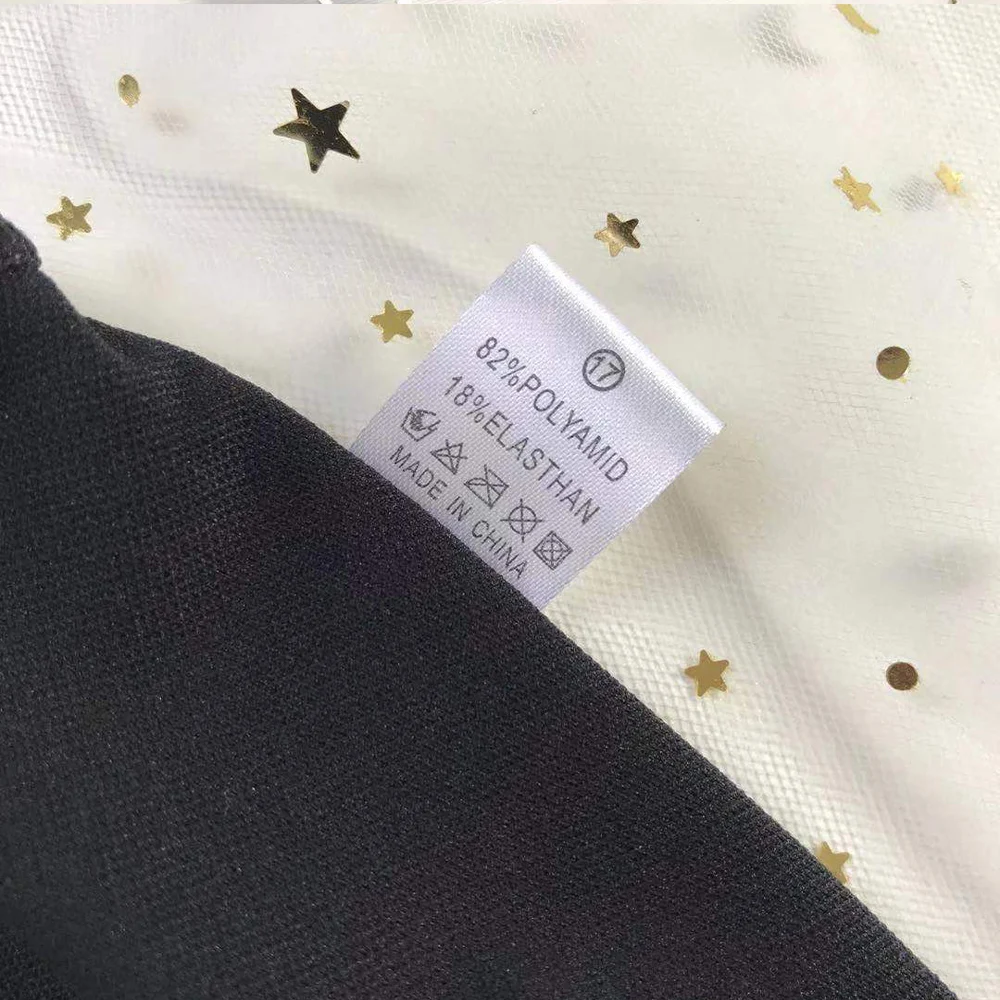 17
82%POLYAMID
18%ELASTHAN
MADE IN CHINA